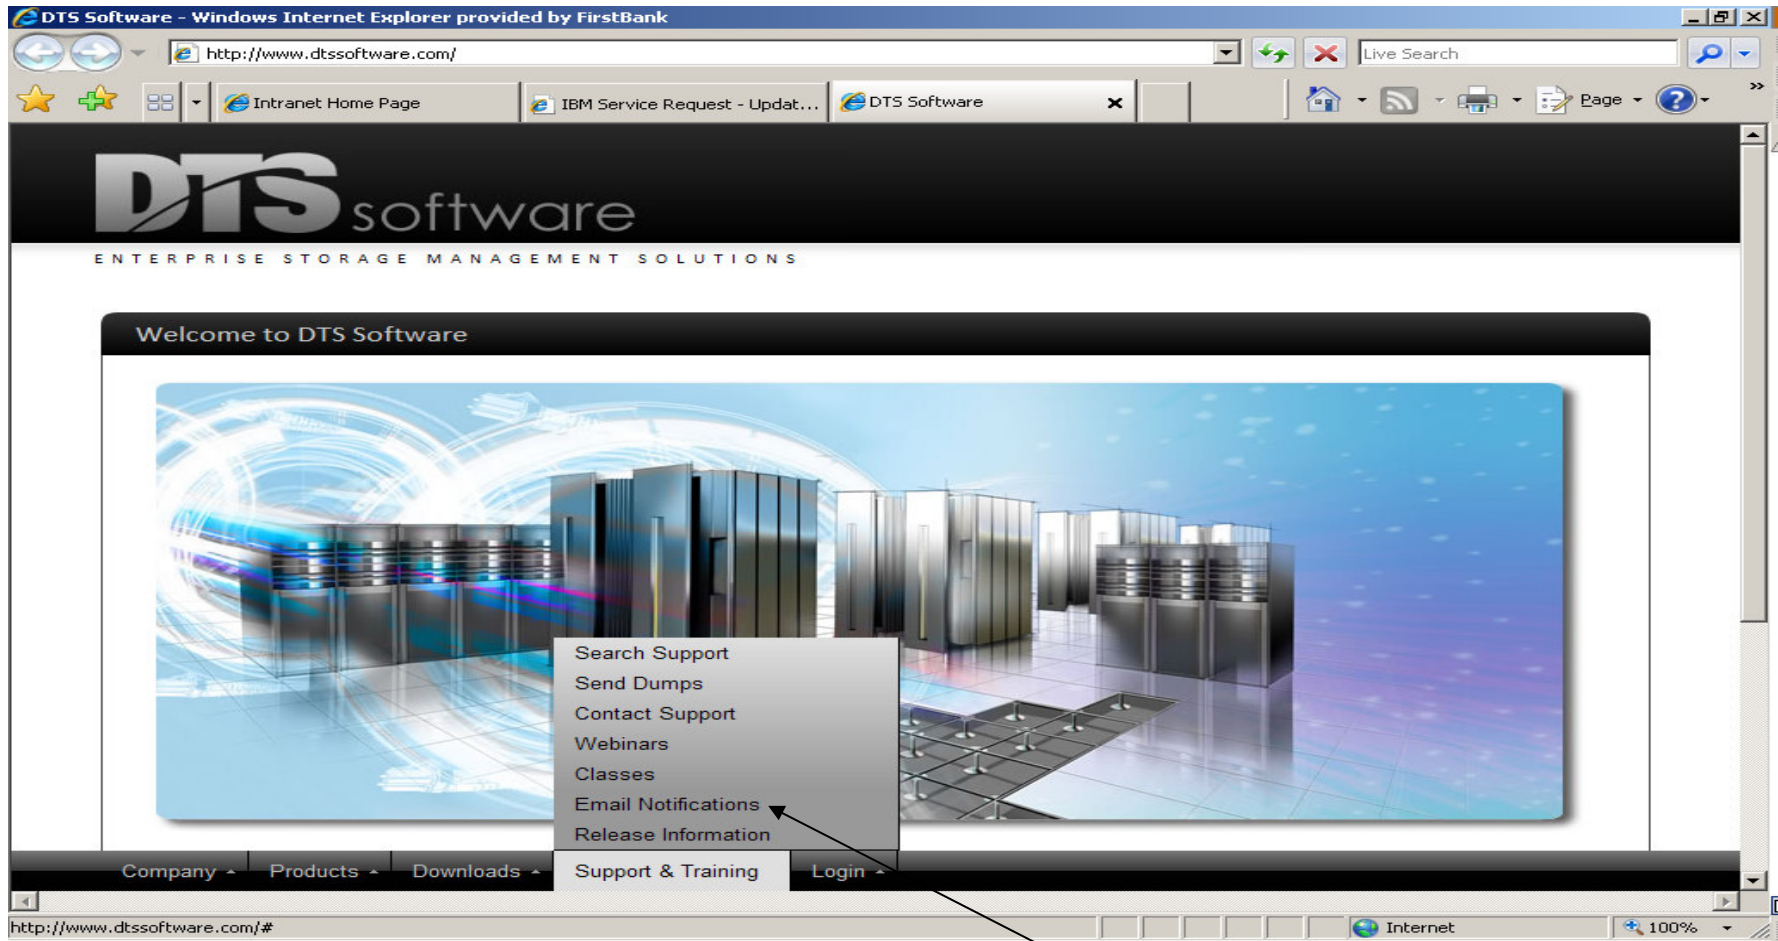 DTS Software - Windows Internet Explorer provided by FirstBank
http://www.dtssoftware.com/
Live Search
Intranet Home Page
IBM Service Request - Updat...
DTS Software
Page
DTS software
ENTERPRISE STORAGE MANAGEMENT SOLUTIONS
Welcome to DTS Software
Search Support
Send Dumps
Contact Support
Webinars
Classes
Email Notifications
Release Information
Company
Products
Downloads
Support & Training
Login
http://www.dtssoftware.com/#
Internet
100%